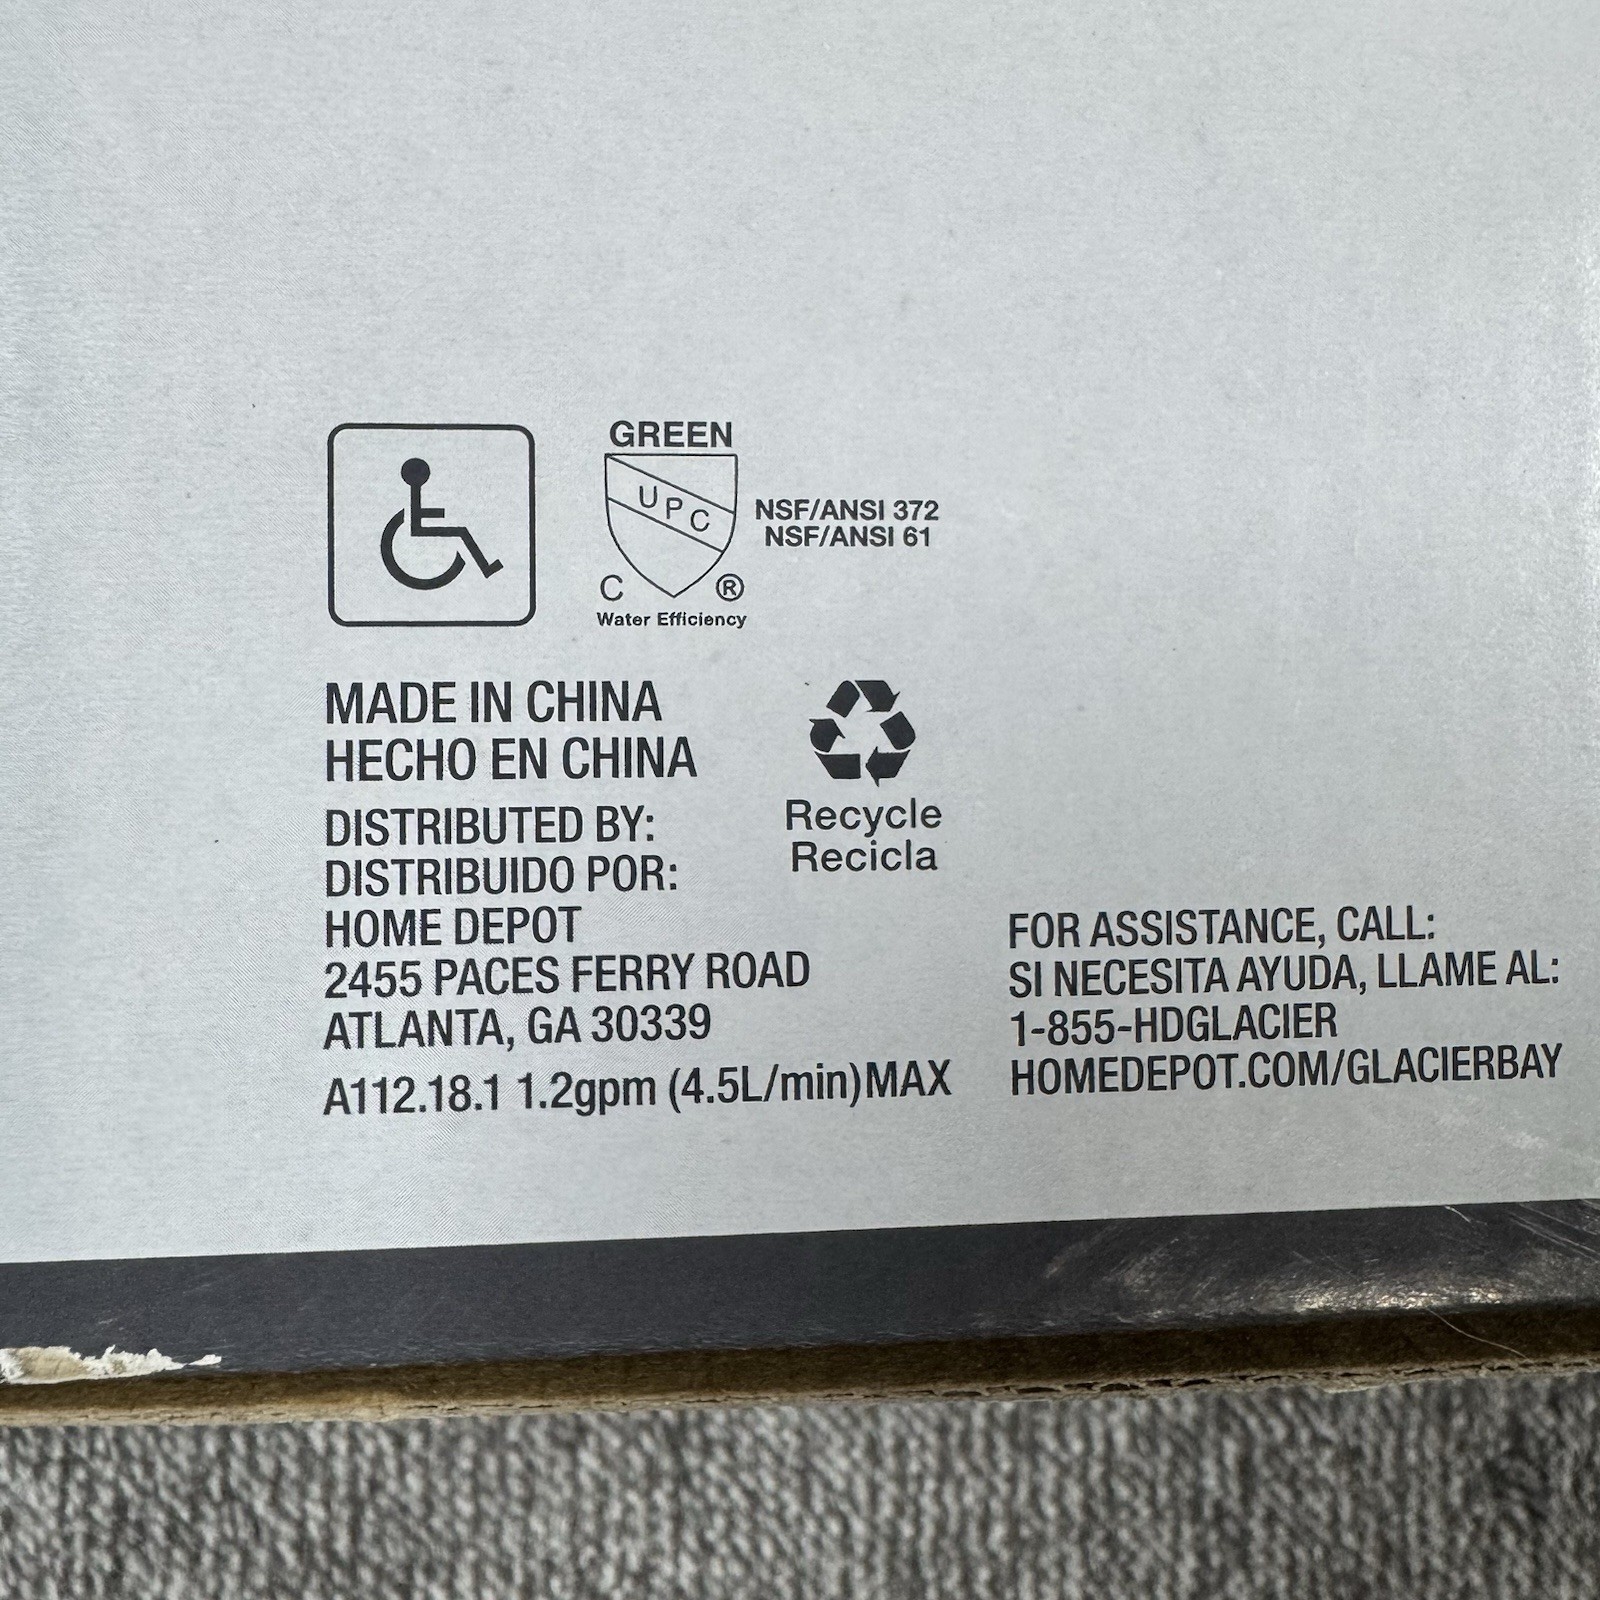 GREEN
UPC
C ®
Water Efficiency
NSF/ANSI 372
NSF/ANSI 61
MADE IN CHINA
HECHO EN CHINA
Recycle
Recicla
DISTRIBUTED BY:
DISTRIBUIDO POR:
HOME DEPOT
2455 PACES FERRY ROAD
ATLANTA, GA 30339
A112.18.1 1.2gpm (4.5L/min)MAX
FOR ASSISTANCE, CALL:
SI NECESITA AYUDA, LLAME AL:
1-855-HDGLACIER
HOMEDEPOT.COM/GLACIERBAY